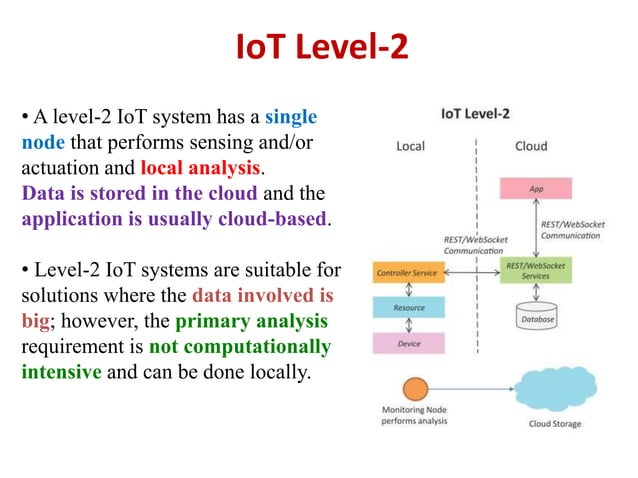 IoT Level-2
• A level-2 IoT system has a single
node that performs sensing and/or
actuation and local analysis.
Data is stored in the cloud and the
application is usually cloud-based.
• Level-2 IoT systems are suitable for
solutions where the data involved is
big; however, the primary analysis
requirement is not computationally
intensive and can be done locally.
IoT Level-2
Local
Cloud
App
REST/WebSocket
Communication
REST/WebSocket
Communication
Controller Service
REST/WebSocket
Services
Resource
Database
Device
Monitoring Node
performs analysis
Cloud Storage